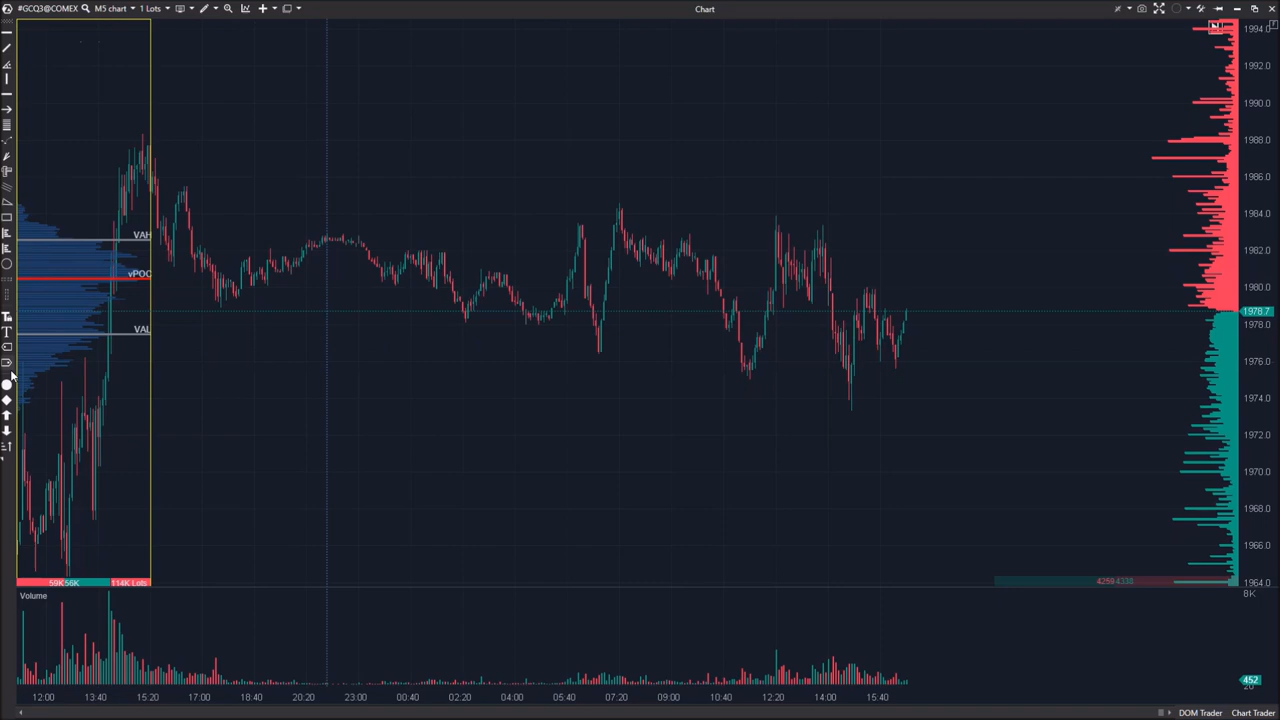 #GCQ3@COMEX M5 chart 1 Lots Chart
1994.0
1992.0
1990.0
1988.0
1986.0
1984.0
1982.0
1980.0
1978.7
1978.0
1976.0
1974.0
1972.0
1970.0
1968.0
1966.0
1964.0
VAH
vPOC
VAL
59K 56K 114K Lots
4259 4330
Volume
8K
452
12:00 13:40 15:20 17:00 18:40 20:20 23:00 00:40 02:20 04:00 05:40 07:20 09:00 10:40 12:20 14:00 15:40
DOM Trader Chart Trader